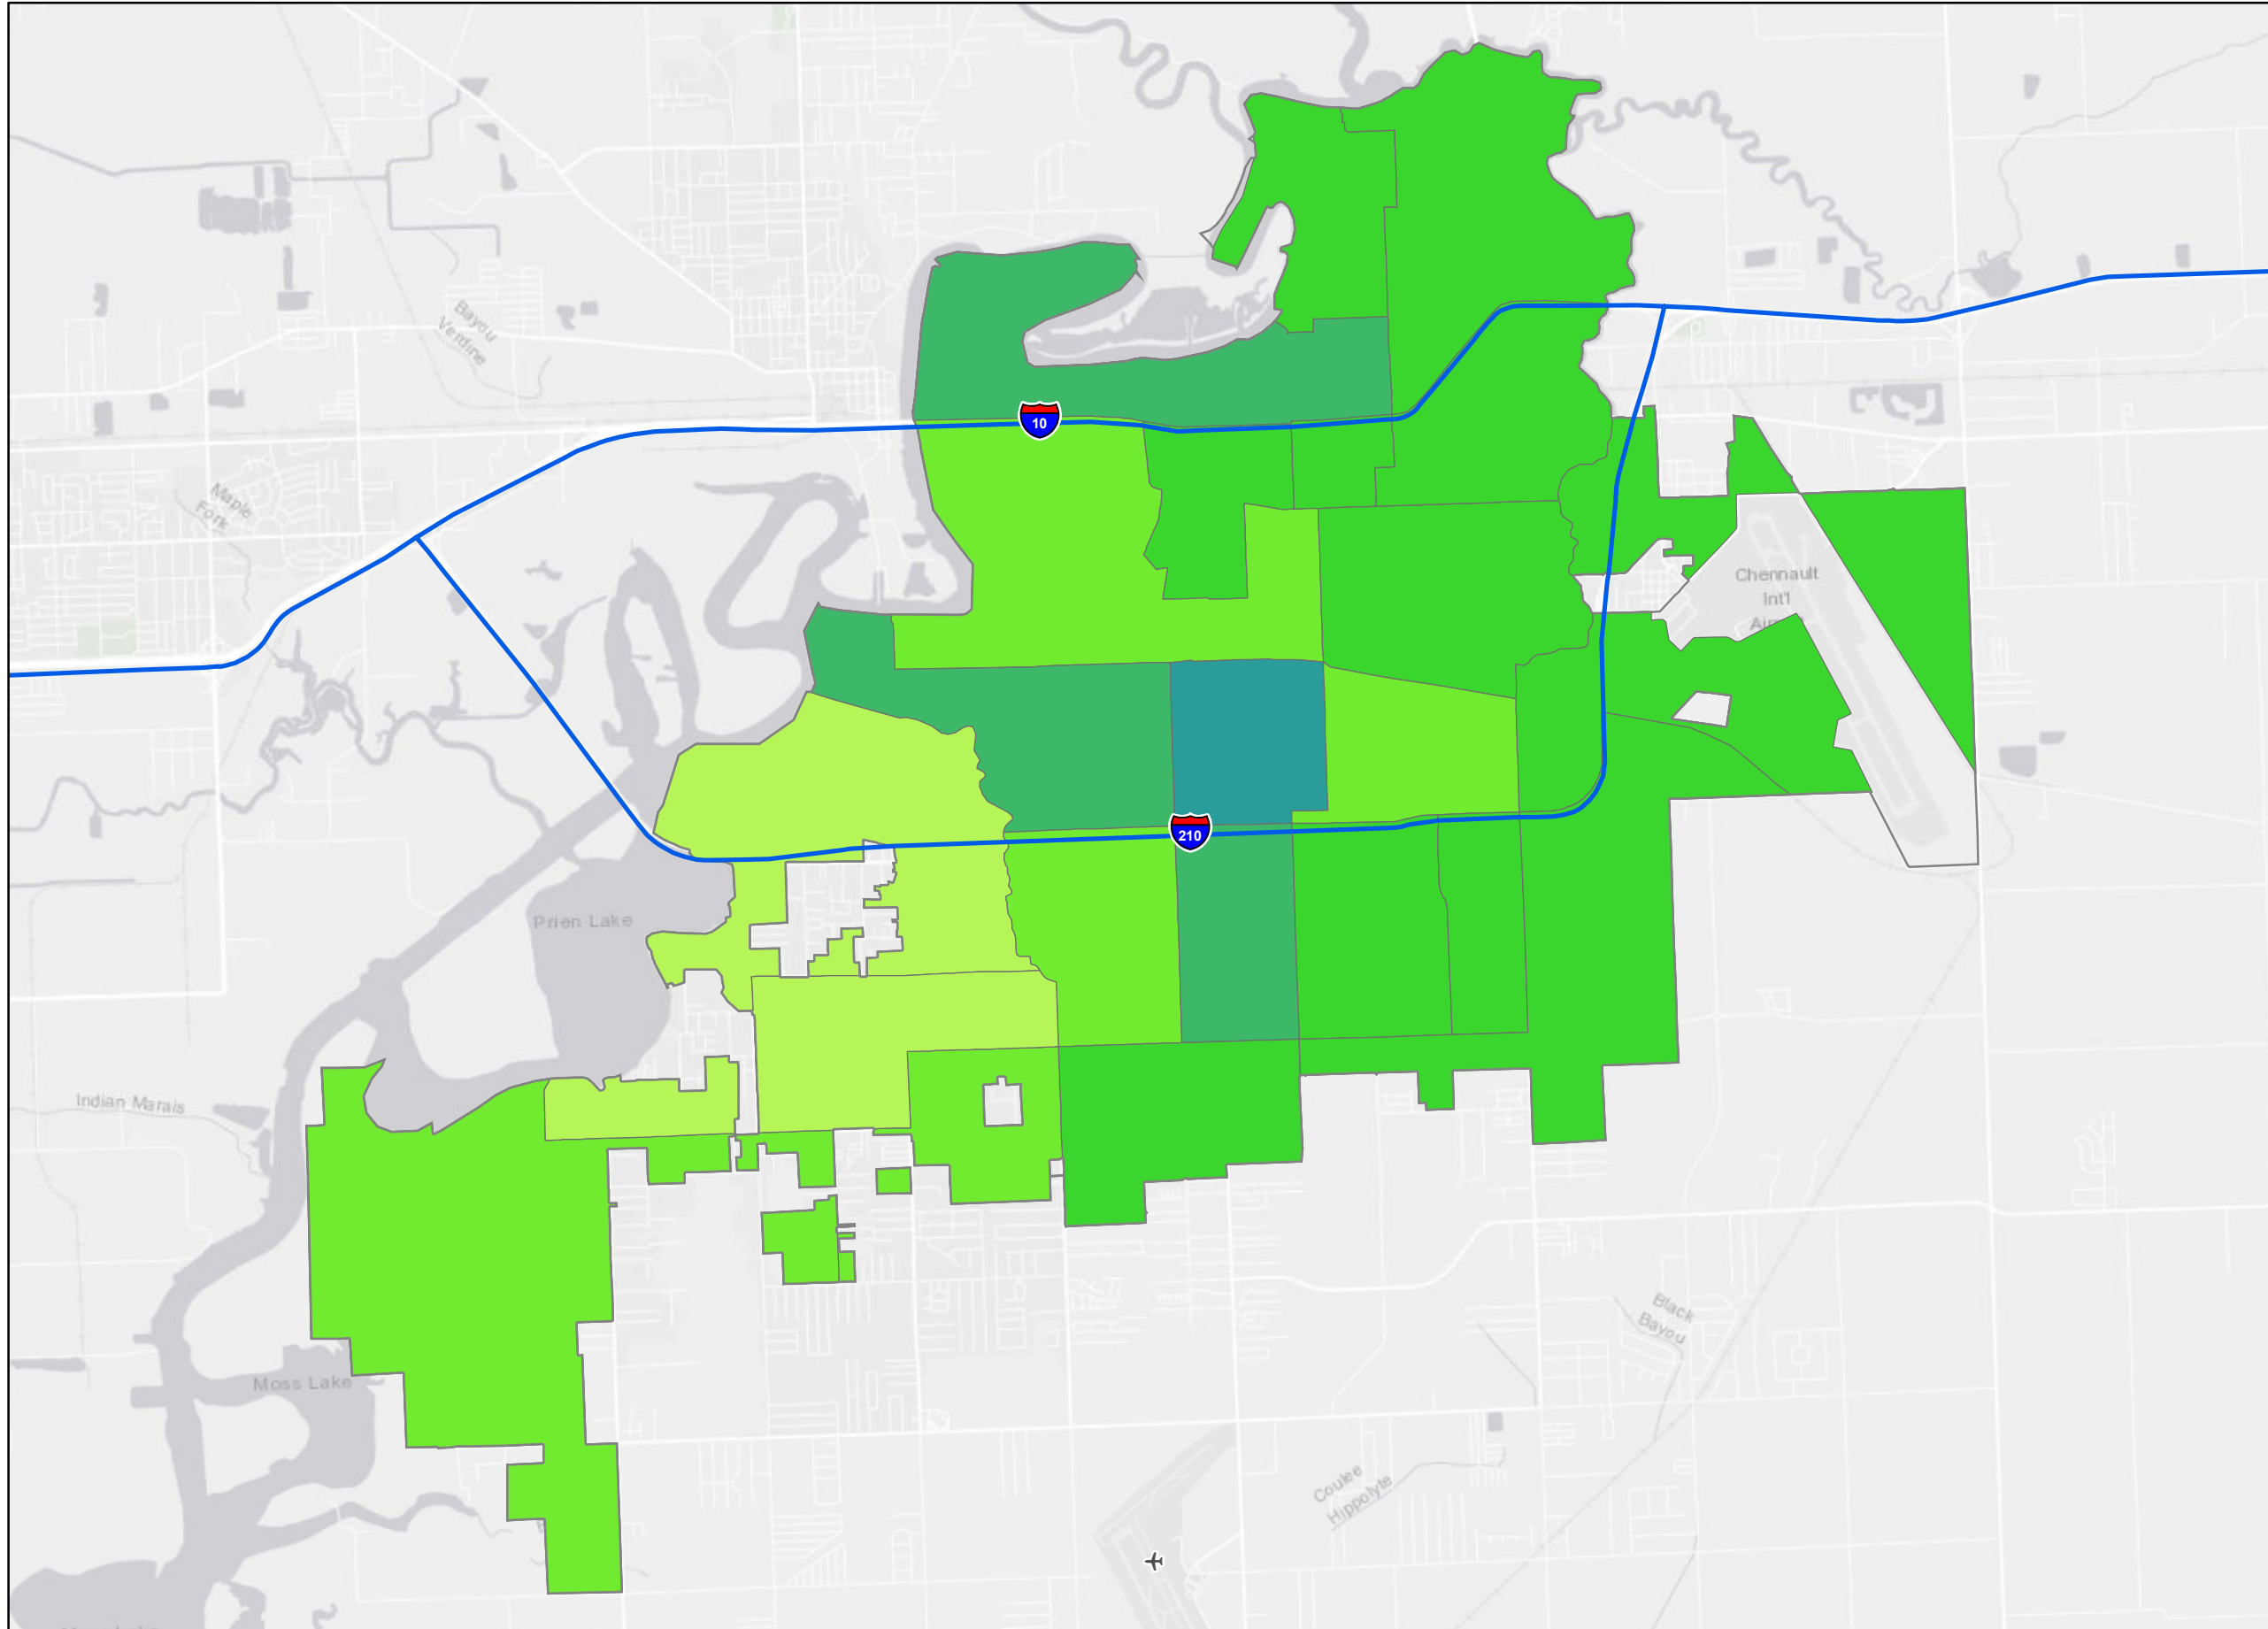 Bayou
Verdine
10
Maple
Fork
Chennault
Int'l
210
Prien Lake
Indian Marais
Black
Bayou
Moss Lake
Coulee
Hippolyte